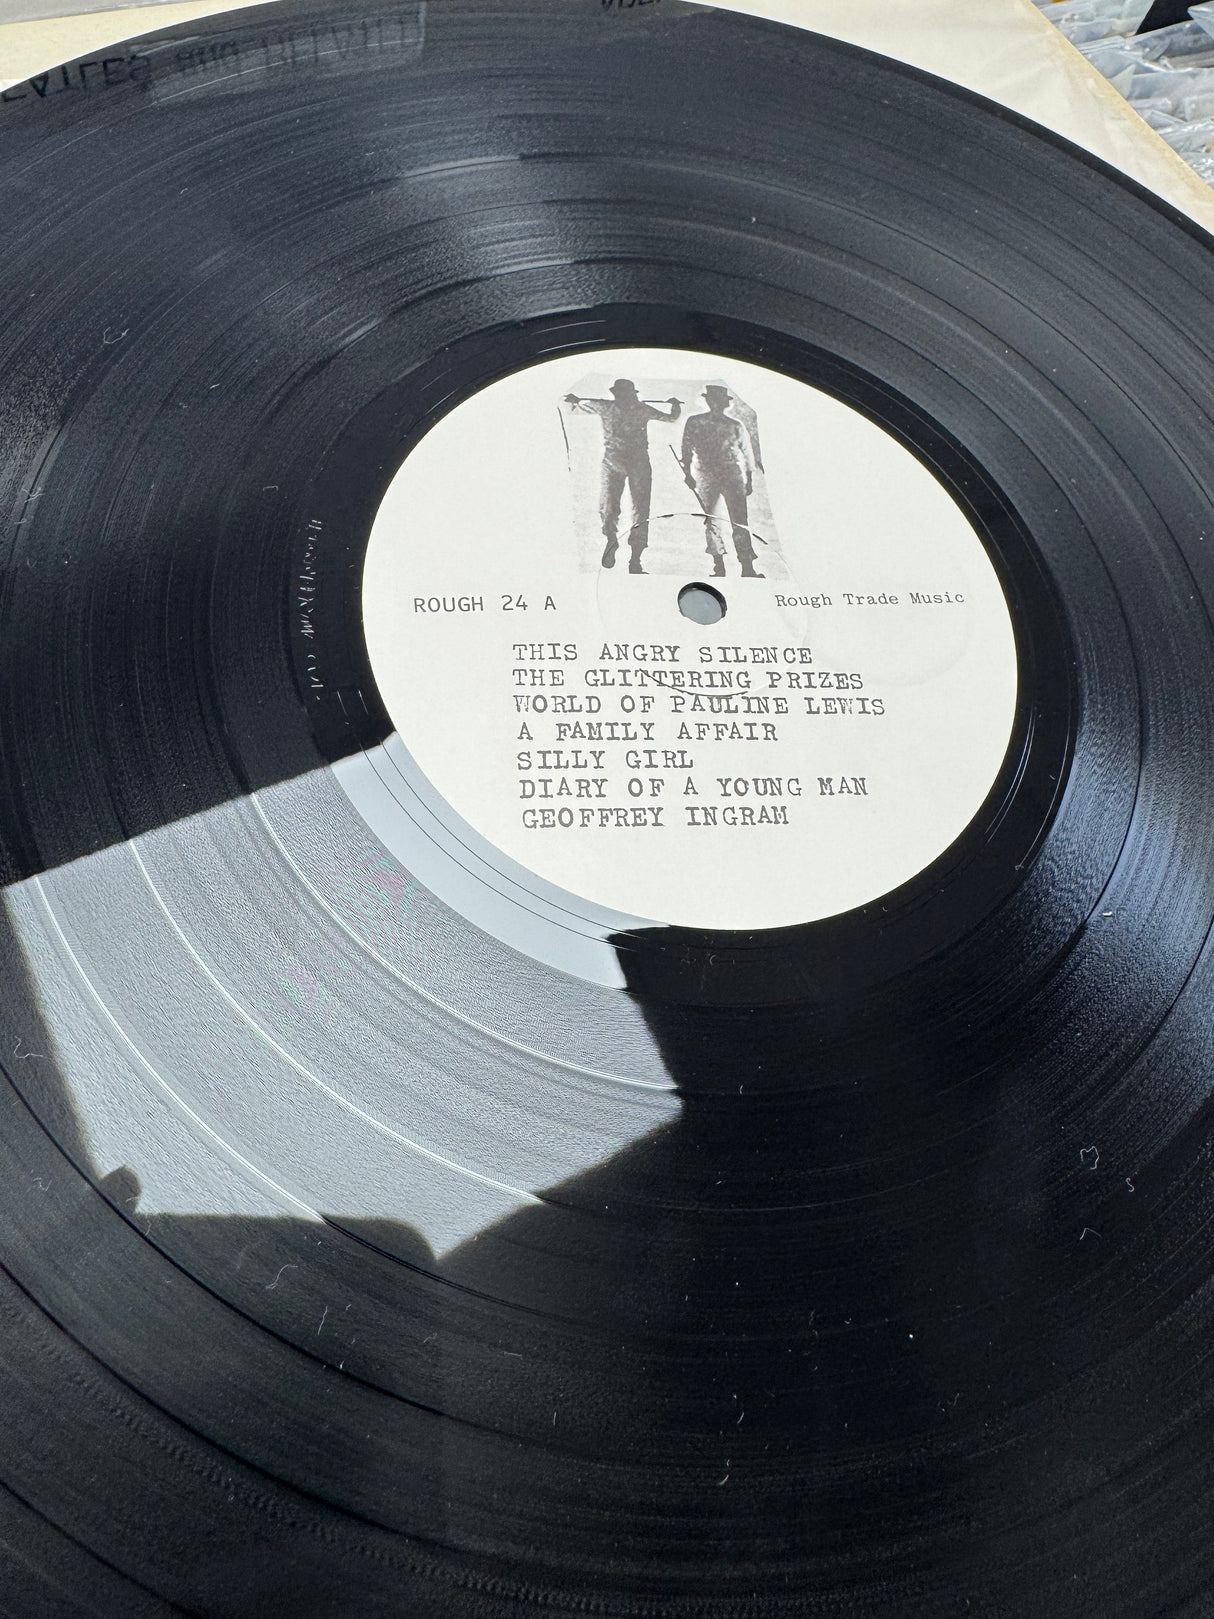 ROUGH 24 A
Rough Trade Music
THIS ANGRY SILENCE
THE GLITTERING PRIZES
WORLD OF PAULINE LEWIS
A FAMILY AFFAIR
SILLY GIRL
DIARY OF A YOUNG MAN
GEOFFREY INGRAM